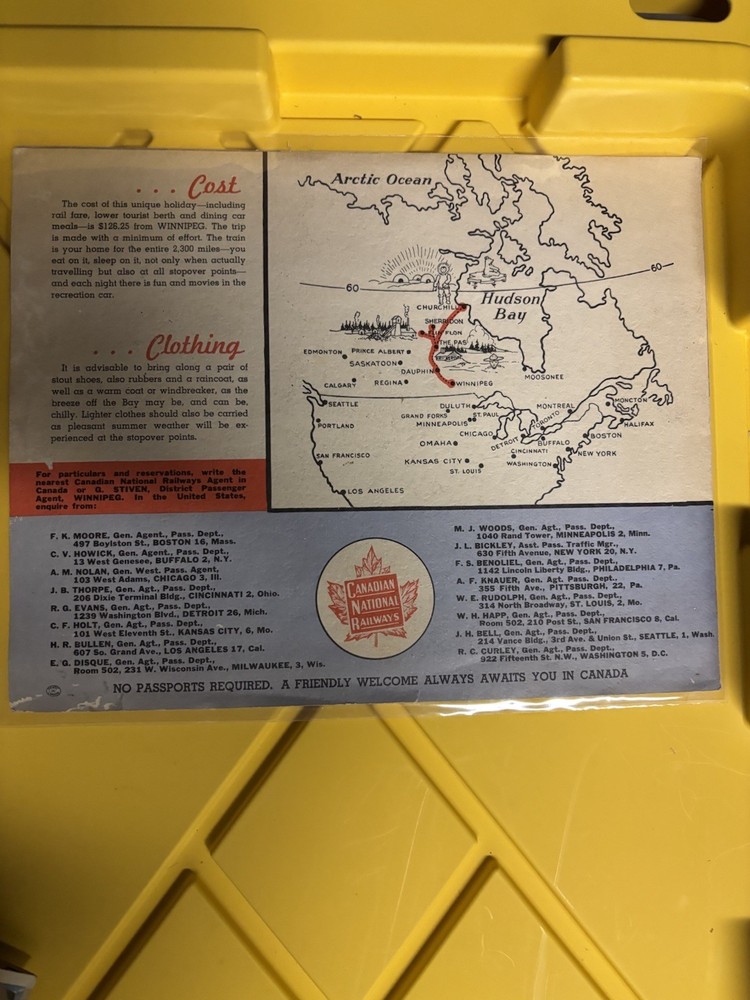 . . . Cost
The cost of this unique holiday—including
rail fare, lower tourist berth and dining car
meals—is $126.25 from WINNIPEG. The trip
is made with a minimum of effort. The train
is your home for the entire 2,300 miles—you
eat on it, sleep on it, not only when actually
travelling but also at all stopover points—
and each night there is fun and movies in the
recreation car.
. . . Clothing
It is advisable to bring along a pair of
stout shoes, also rubbers and a raincoat, as
well as a warm coat or windbreaker, as the
breeze off the Bay may be, and can be,
chilly. Lighter clothes should also be carried
as pleasant summer weather will be ex-
perienced at the stopover points.
For particulars and reservations, write the
nearest Canadian National Railways Agent in
Canada or G. STIVEN, District Passenger
Agent, WINNIPEG. In the United States,
enquire from:
Arctic Ocean
60
60
Hudson
Bay
CHURCHILL
SHERRIDON
FLIN FLON
THE PAS
EDMONTON
PRINCE ALBERT
SASKATOON
DAUPHIN
CALGARY
REGINA
WINNIPEG
MOOSONEE
SEATTLE
PORTLAND
DULUTH
GRAND FORKS
ST. PAUL
MINNEAPOLIS
MONTREAL
TORONTO
MONCTON
HALIFAX
CHICAGO
DETROIT
BUFFALO
BOSTON
OMAHA
CINCINNATI
NEW YORK
SAN FRANCISCO
KANSAS CITY
ST. LOUIS
WASHINGTON
LOS ANGELES
F. K. MOORE, Gen. Agent., Pass. Dept.,
497 Boylston St., BOSTON 16, Mass.
C. V. HOWICK, Gen. Agent., Pass. Dept.,
13 West Genesee, BUFFALO 2, N.Y.
A. M. NOLAN, Gen. West. Pass. Agent.
103 West Adams, CHICAGO 3, Ill.
J. B. THORPE, Gen. Agt., Pass. Dept.,
206 Dixie Terminal Bldg., CINCINNATI 2, Ohio.
R. G. EVANS, Gen. Agt., Pass. Dept.,
1239 Washington Blvd., DETROIT 26, Mich.
C. F. HOLT, Gen. Agt., Pass. Dept.,
101 West Eleventh St., KANSAS CITY, 6, Mo.
H. R. BULLEN, Gen. Agt., Pass. Dept.,
607 So. Grand Ave., LOS ANGELES 17, Cal.
E. G. DISQUE, Gen. Agt., Pass. Dept.,
Room 502, 231 W. Wisconsin Ave., MILWAUKEE, 3, Wis.
CANADIAN
NATIONAL
RAILWAYS
M. J. WOODS, Gen. Agt., Pass. Dept.,
1040 Rand Tower, MINNEAPOLIS 2, Minn.
J. L. BICKLEY, Asst. Pass. Traffic Mgr.,
630 Fifth Avenue, NEW YORK 20, N.Y.
F. S. BENOLIEL, Gen. Agt., Pass. Dept.,
1142 Lincoln Liberty Bldg., PHILADELPHIA 7, Pa.
A. F. KNAUER, Gen. Agt. Pass. Dept.,
355 Fifth Ave., PITTSBURGH, 22, Pa.
W. E. RUDOLPH, Gen. Agt., Pass. Dept.,
314 North Broadway, ST. LOUIS, 2, Mo.
W. H. HAPP, Gen. Agt., Pass. Dept.,
Room 502, 210 Post St., SAN FRANCISCO 8, Cal.
J. H. BELL, Gen. Agt., Pass. Dept.,
214 Vance Bldg., 3rd Ave. & Union St., SEATTLE, 1, Wash.
R. C. CURLEY, Gen. Agt., Pass. Dept.,
922 Fifteenth St. N.W., WASHINGTON 5, D.C.
NO PASSPORTS REQUIRED. A FRIENDLY WELCOME ALWAYS AWAITS YOU IN CANADA